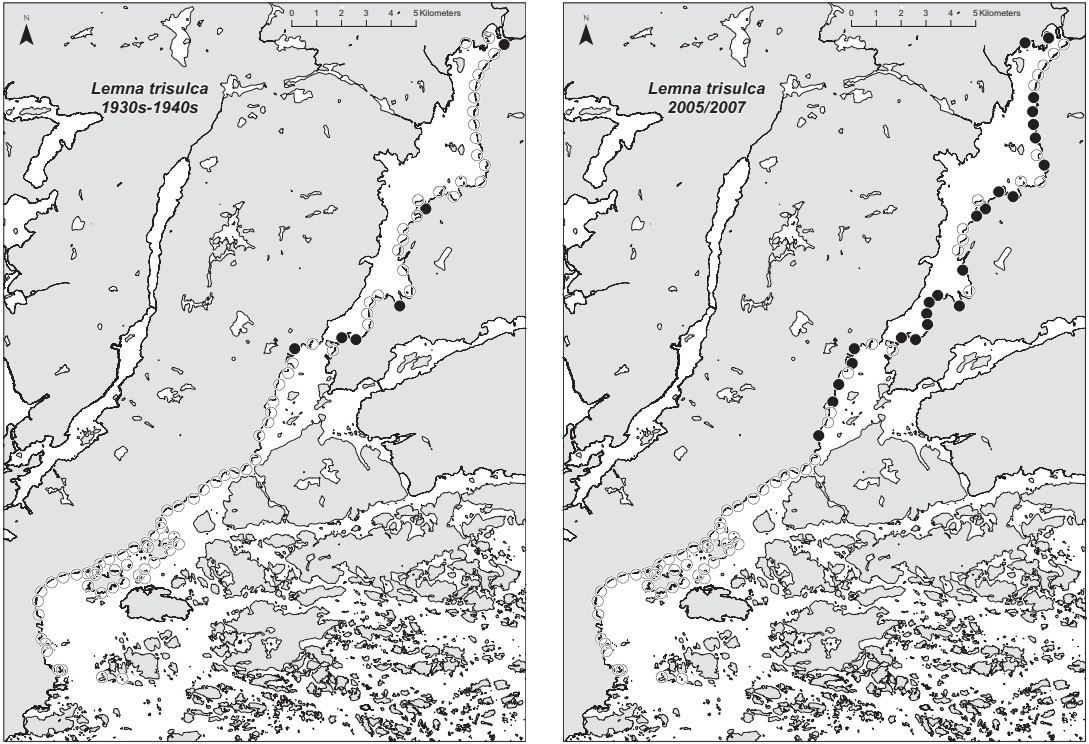 N
0 1 2 3 4 5 Kilometers
Lemna trisulca
1930s-1940s
N
0 1 2 3 4 5 Kilometers
Lemna trisulca
2005/2007